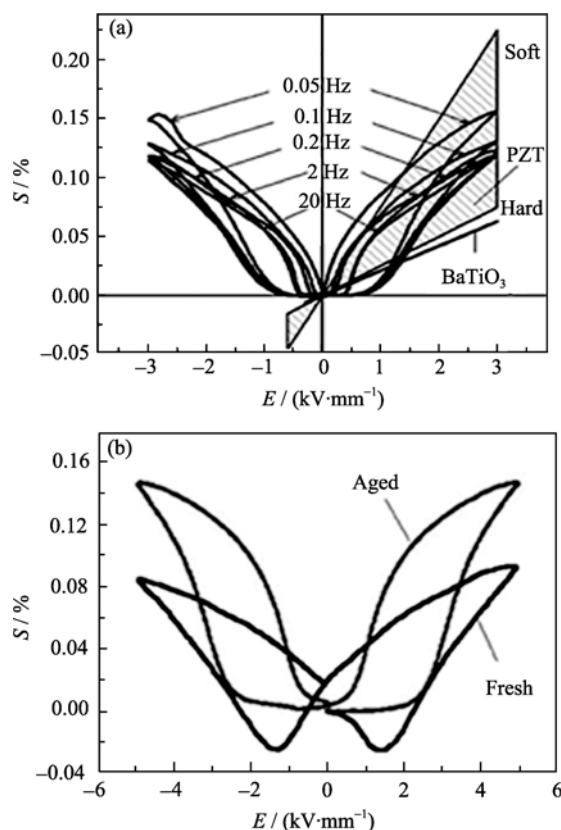 (a)
0.20
0.15
0.10
0.05
0.00
−0.05
S / %
0.05 Hz
0.1 Hz
0.2 Hz
2 Hz
20 Hz
Soft
PZT
Hard
BaTiO₃
−3 −2 −1 0 1 2 3
E / (kV·mm⁻¹)
(b)
0.16
0.12
0.08
0.04
0.00
−0.04
S / %
Aged
Fresh
−6 −4 −2 0 2 4 6
E / (kV·mm⁻¹)